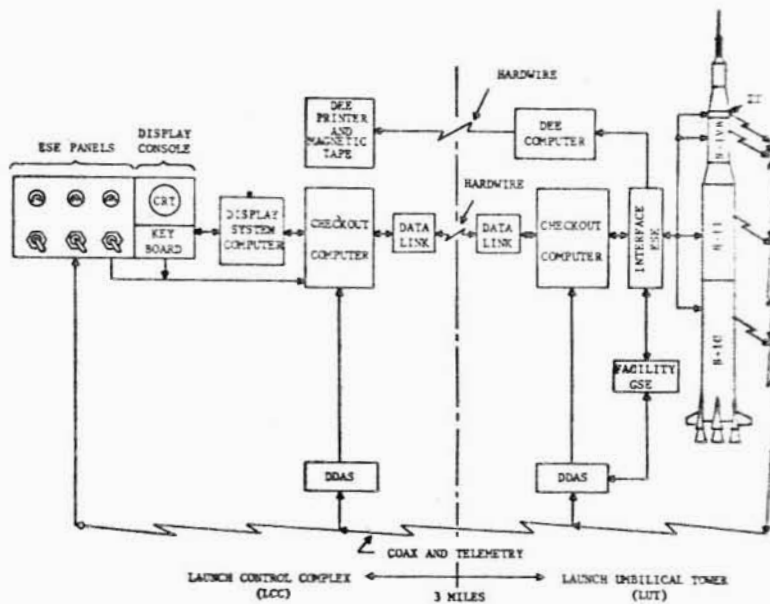 HARDWIRE
DEE
PRINTER
AND
MAGNETIC
TAPE
DEE
COMPUTER
ESE PANELS
DISPLAY
CONSOLE
CRT
KEY
BOARD
DISPLAY
SYSTEM
COMPUTER
CHECKOUT
COMPUTER
DATA
LINK
HARDWIRE
DATA
LINK
CHECKOUT
COMPUTER
INTERFACE
ESE
IU
S-IVB
S-II
S-IC
FACILITY
GSE
DDAS
DDAS
COAX AND TELEMETRY
LAUNCH CONTROL COMPLEX
(LCC)
3 MILES
LAUNCH UMBILICAL TOWER
(LUT)